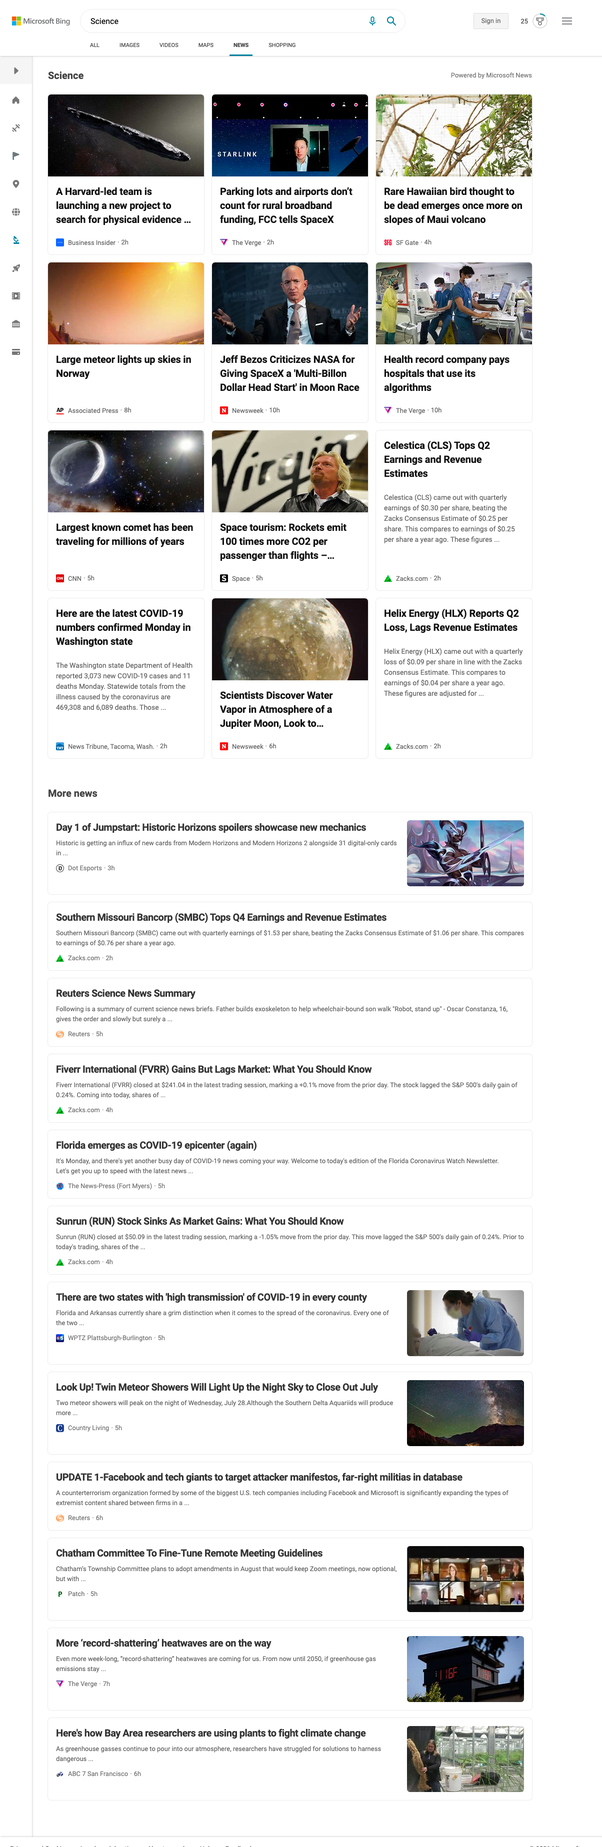 Microsoft Bing
Science
Sign in
25
ALL
IMAGES
VIDEOS
MAPS
NEWS
SHOPPING
Science
Powered by Microsoft News
A Harvard-led team is
launching a new project to
search for physical evidence ...
Business Insider · 2h
STARLINK
Parking lots and airports don't
count for rural broadband
funding, FCC tells SpaceX
The Verge · 2h
Rare Hawaiian bird thought to
be dead emerges once more on
slopes of Maui volcano
SF Gate · 4h
Large meteor lights up skies in
Norway
AP
Associated Press · 8h
Jeff Bezos Criticizes NASA for
Giving SpaceX a 'Multi-Billon
Dollar Head Start' in Moon Race
N
Newsweek · 10h
Health record company pays
hospitals that use its
algorithms
The Verge · 10h
Largest known comet has been
traveling for millions of years
CNN · 5h
Virgin
Space tourism: Rockets emit
100 times more CO2 per
passenger than flights –...
S
Space · 5h
Celestica (CLS) Tops Q2
Earnings and Revenue
Estimates
Celestica (CLS) came out with quarterly
earnings of $0.30 per share, beating the
Zacks Consensus Estimate of $0.25 per
share. This compares to earnings of $0.25
per share a year ago. These figures ...
Zacks.com · 2h
Here are the latest COVID-19
numbers confirmed Monday in
Washington state
The Washington state Department of Health
reported 3,073 new COVID-19 cases and 11
deaths Monday. Statewide totals from the
illness caused by the coronavirus are
469,308 and 6,089 deaths. Those ...
News Tribune, Tacoma, Wash. · 2h
Scientists Discover Water
Vapor in Atmosphere of a
Jupiter Moon, Look to...
N
Newsweek · 6h
Helix Energy (HLX) Reports Q2
Loss, Lags Revenue Estimates
Helix Energy (HLX) came out with a quarterly
loss of $0.09 per share in line with the Zacks
Consensus Estimate. This compares to
earnings of $0.04 per share a year ago.
These figures are adjusted for ...
Zacks.com · 2h
More news
Day 1 of Jumpstart: Historic Horizons spoilers showcase new mechanics
Historic is getting an influx of new cards from Modern Horizons and Modern Horizons 2 alongside 31 digital-only cards
in ...
Dot Esports · 3h
Southern Missouri Bancorp (SMBC) Tops Q4 Earnings and Revenue Estimates
Southern Missouri Bancorp (SMBC) came out with quarterly earnings of $1.53 per share, beating the Zacks Consensus Estimate of $1.06 per share. This compares
to earnings of $0.76 per share a year ago.
Zacks.com · 2h
Reuters Science News Summary
Following is a summary of current science news briefs. Father builds exoskeleton to help wheelchair-bound son walk "Robot, stand up" - Oscar Constanza, 16,
gives the order and slowly but surely a ...
Reuters · 5h
Fiverr International (FVRR) Gains But Lags Market: What You Should Know
Fiverr International (FVRR) closed at $241.04 in the latest trading session, marking a +0.1% move from the prior day. The stock lagged the S&P 500's daily gain of
0.24%. Coming into today, shares of ...
Zacks.com · 4h
Florida emerges as COVID-19 epicenter (again)
It's Monday, and there's yet another busy day of COVID-19 news coming your way. Welcome to today's edition of the Florida Coronavirus Watch Newsletter.
Let's get you up to speed with the latest news ...
The News-Press (Fort Myers) · 5h
Sunrun (RUN) Stock Sinks As Market Gains: What You Should Know
Sunrun (RUN) closed at $50.09 in the latest trading session, marking a -1.05% move from the prior day. This move lagged the S&P 500's daily gain of 0.24%. Prior to
today's trading, shares of the ...
Zacks.com · 4h
There are two states with 'high transmission' of COVID-19 in every county
Florida and Arkansas currently share a grim distinction when it comes to the spread of the coronavirus. Every one of
the two ...
WPTZ Plattsburgh-Burlington · 5h
Look Up! Twin Meteor Showers Will Light Up the Night Sky to Close Out July
Two meteor showers will peak on the night of Wednesday, July 28.Although the Southern Delta Aquariids will produce
more ...
C
Country Living · 5h
UPDATE 1-Facebook and tech giants to target attacker manifestos, far-right militias in database
A counterterrorism organization formed by some of the biggest U.S. tech companies including Facebook and Microsoft is significantly expanding the types of
extremist content shared between firms in a ...
Reuters · 6h
Chatham Committee To Fine-Tune Remote Meeting Guidelines
Chatham's Township Committee plans to adopt amendments in August that would keep Zoom meetings, now optional,
but with ...
P
Patch · 5h
More 'record-shattering' heatwaves are on the way
Even more week-long, "record-shattering" heatwaves are coming for us. From now until 2050, if greenhouse gas
emissions stay ...
The Verge · 7h
Here's how Bay Area researchers are using plants to fight climate change
As greenhouse gasses continue to pour into our atmosphere, researchers have struggled for solutions to harness
dangerous ...
ABC 7 San Francisco · 6h